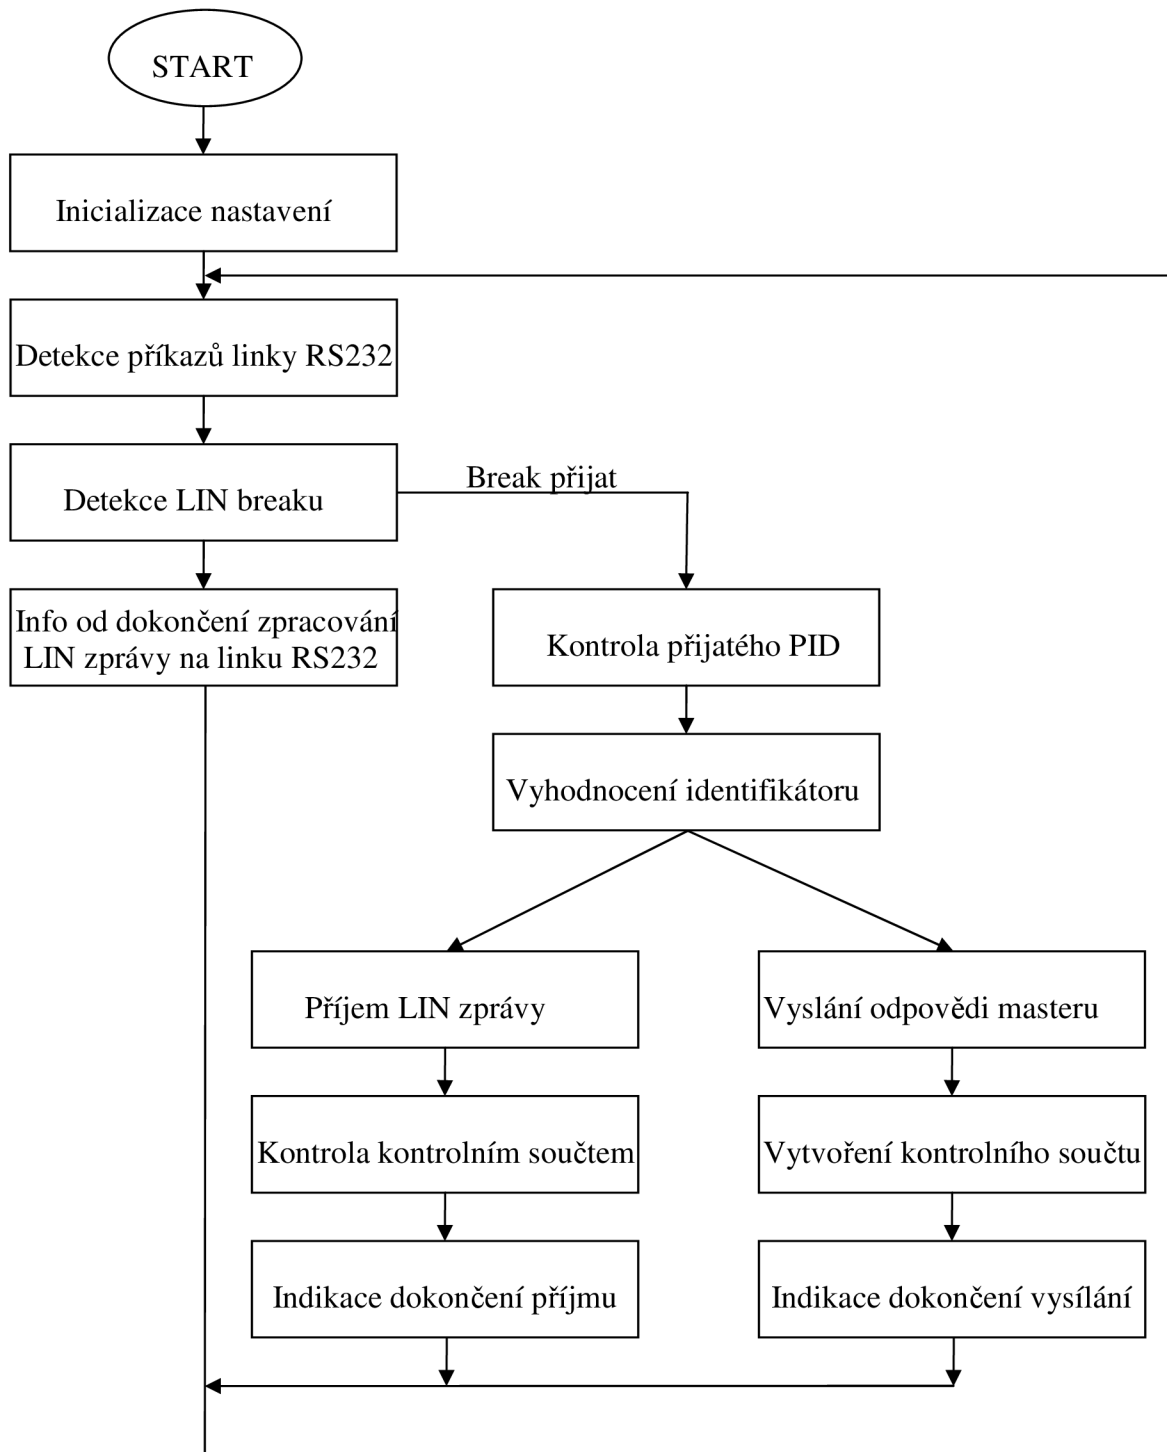 START
Inicializace nastavení
Detekce příkazů linky RS232
Detekce LIN breaku
Break přijat
Info od dokončení zpracování
LIN zprávy na linku RS232
Kontrola přijatého PID
Vyhodnocení identifikátoru
Příjem LIN zprávy
Vyslání odpovědi masteru
Kontrola kontrolním součtem
Vytvoření kontrolního součtu
Indikace dokončení příjmu
Indikace dokončení vysílání